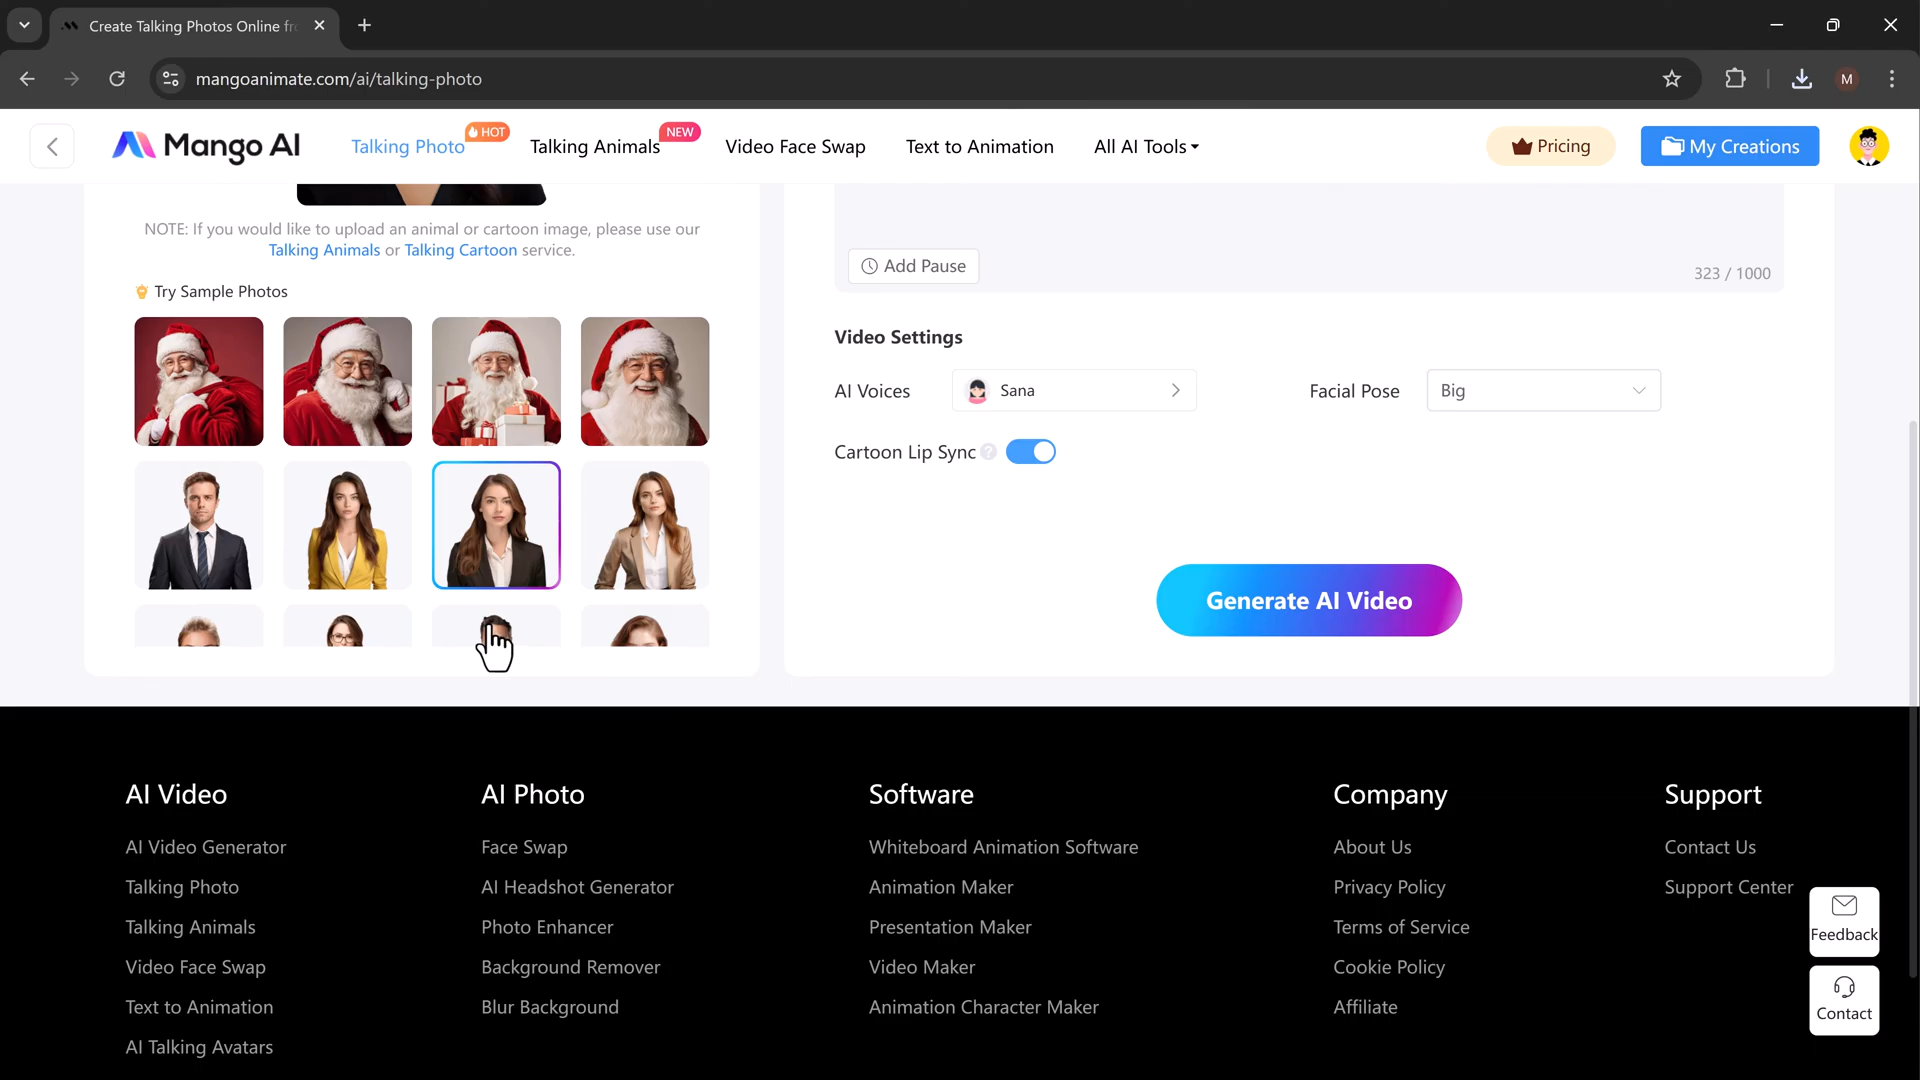 Create Talking Photos Online fr
mangoanimate.com/ai/talking-photo
M
Mango AI
Talking Photo
HOT
Talking Animals
NEW
Video Face Swap
Text to Animation
All AI Tools
Pricing
My Creations
NOTE: If you would like to upload an animal or cartoon image, please use our
Talking Animals or Talking Cartoon service.
Try Sample Photos
Add Pause
323 / 1000
Video Settings
AI Voices
Sana
Facial Pose
Big
Cartoon Lip Sync
?
Generate AI Video
AI Video
AI Video Generator
Talking Photo
Talking Animals
Video Face Swap
Text to Animation
AI Talking Avatars
AI Photo
Face Swap
AI Headshot Generator
Photo Enhancer
Background Remover
Blur Background
Software
Whiteboard Animation Software
Animation Maker
Presentation Maker
Video Maker
Animation Character Maker
Company
About Us
Privacy Policy
Terms of Service
Cookie Policy
Affiliate
Support
Contact Us
Support Center
Feedback
Contact